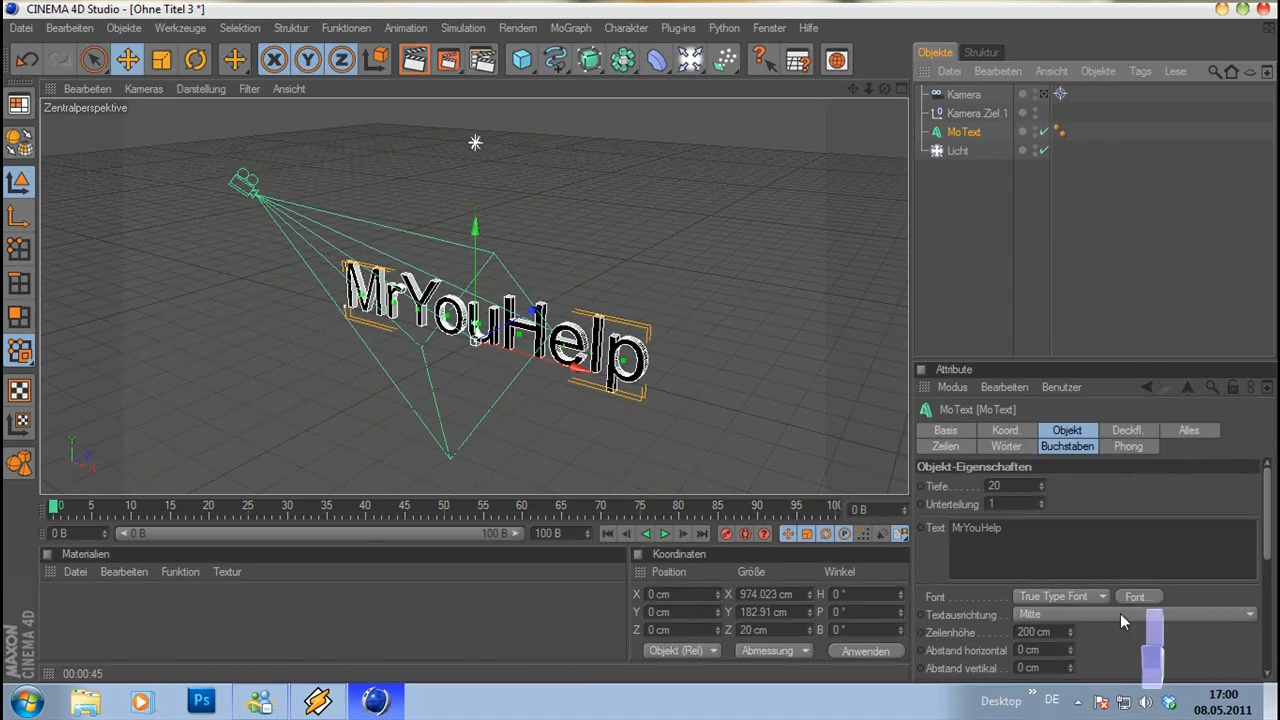 CINEMA 4D Studio - [Ohne Titel 3 *]
Datei Bearbeiten Objekte Werkzeuge Selektion Struktur Funktionen Animation Simulation Rendern MoGraph Charakter Plug-ins Python Fenster Hilfe
Objekte Struktur
Datei Bearbeiten Ansicht Objekte Tags Lese:
Bearbeiten Kameras Darstellung Filter Ansicht
Zentralperspektive
Kamera
Kamera.Ziel.1
MoText
Licht
MrYouHelp
Y
Z
X
Attribute
Modus Bearbeiten Benutzer
MoText [MoText]
Basis Koord. Objekt Deckfl. Alles
Zeilen Wörter Buchstaben Phong
Objekt-Eigenschaften
Tiefe 20
Unterteilung 1
Text MrYouHelp
Font True Type Font Font...
Textausrichtung Mitte
Zeilenhöhe 200 cm
Abstand horizontal 0 cm
Abstand vertikal 0 cm
0 5 10 15 20 25 30 35 40 45 50 55 60 65 70 75 80 85 90 95 0 B
0 B 0 B 100 B 100 B
Materialien
Datei Bearbeiten Funktion Textur
Koordinaten
Position Größe Winkel
X 0 cm X 974.023 cm H 0 °
Y 0 cm Y 182.91 cm P 0 °
Z 0 cm Z 20 cm B 0 °
Objekt (Rel) Abmessung Anwenden
MAXON CINEMA 4D
00:00:45
Ps
Desktop DE
17:00
08.05.2011